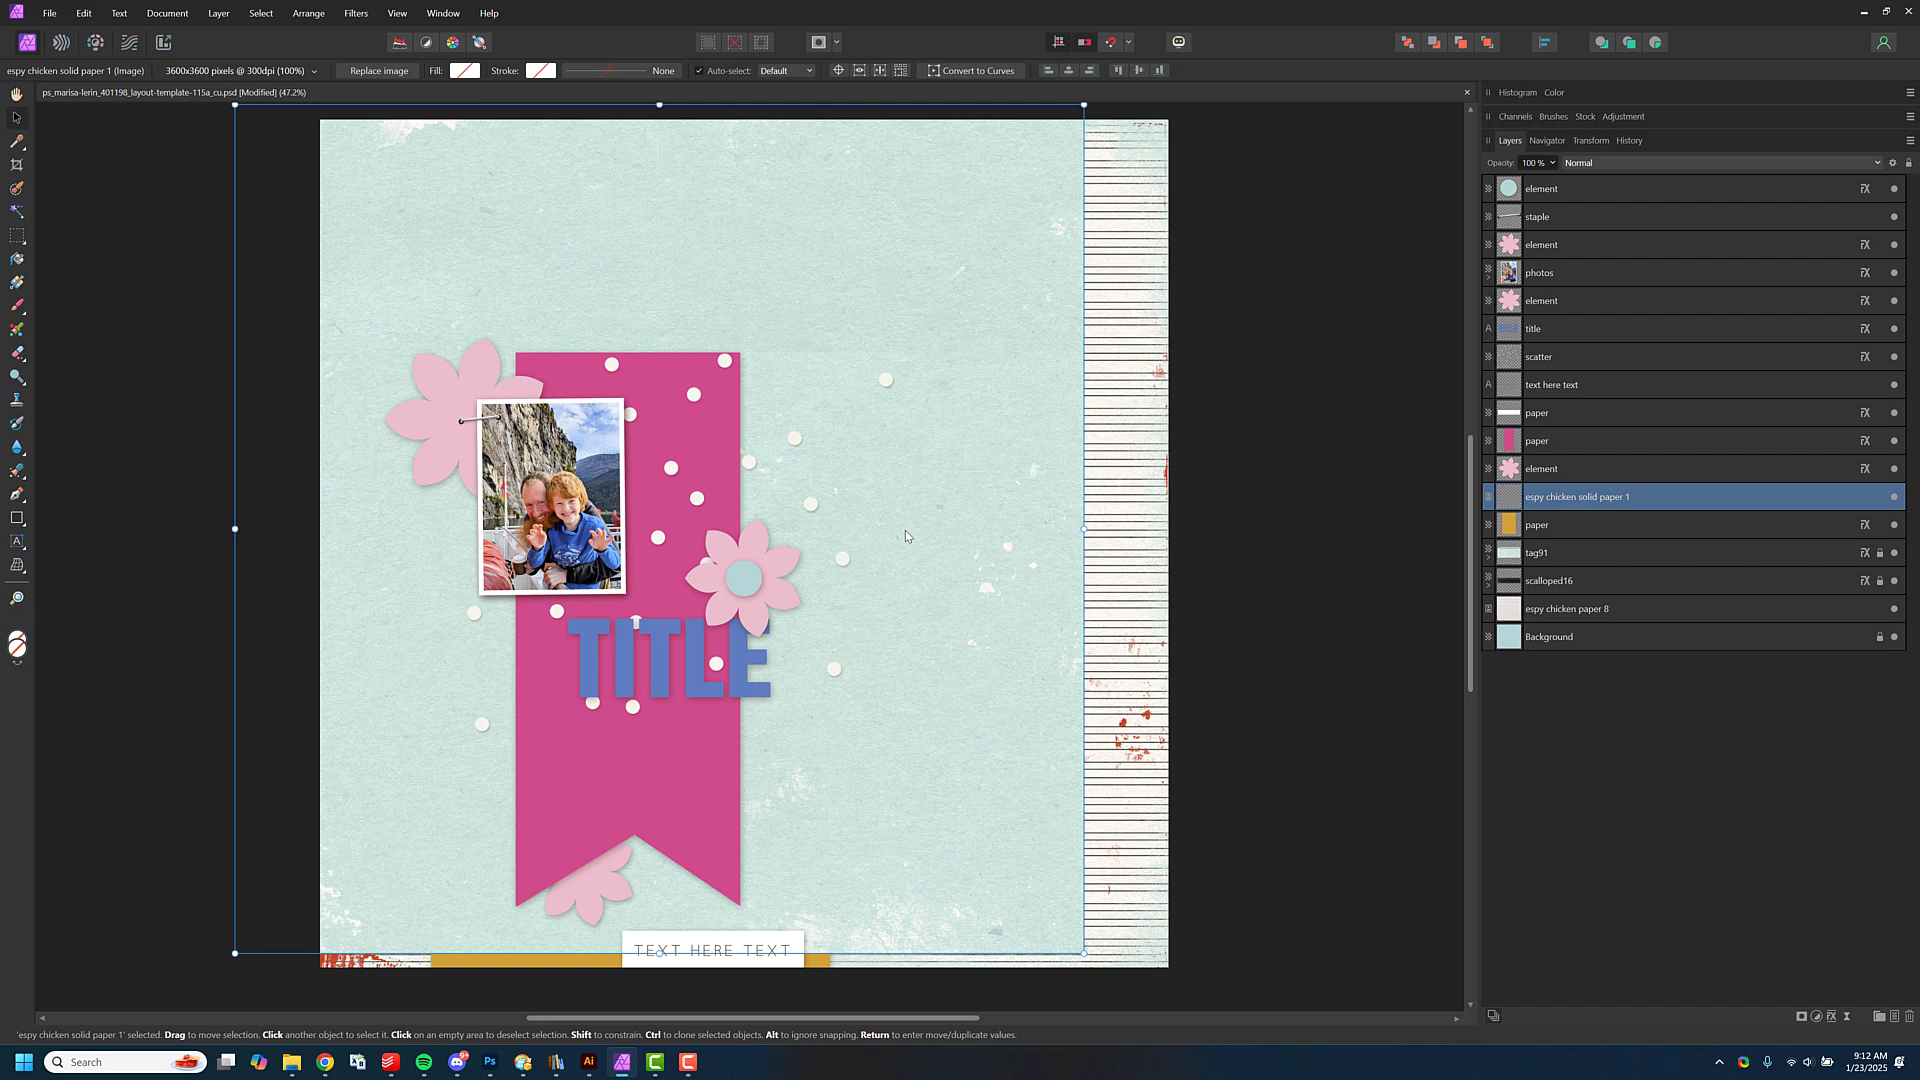 File Edit Text Document Layer Select Arrange Filters View Window Help
espy chicken solid paper 1 (Image) 3600x3600 pixels @ 300dpi (100%) Replace image Fill: Stroke: None Auto-select: Default Convert to Curves
ps_marisa-lerin_401198_layout-template-115a_cu.psd [Modified] (47.2%)
Histogram Color
Channels Brushes Stock Adjustment
Layers Navigator Transform History
Opacity: 100 % Normal
element
staple
element
photos
element
title
scatter
text here text
paper
paper
element
espy chicken solid paper 1
paper
tag91
scalloped16
espy chicken paper 8
Background
TITLE
TEXT HERE TEXT
'espy chicken solid paper 1' selected. Drag to move selection. Click another object to select it. Click on an empty area to deselect selection. Shift to constrain. Ctrl to clone selected objects. Alt to ignore snapping. Return to enter move/duplicate values.
Search
Ps
Ai
9:12 AM
1/23/2025